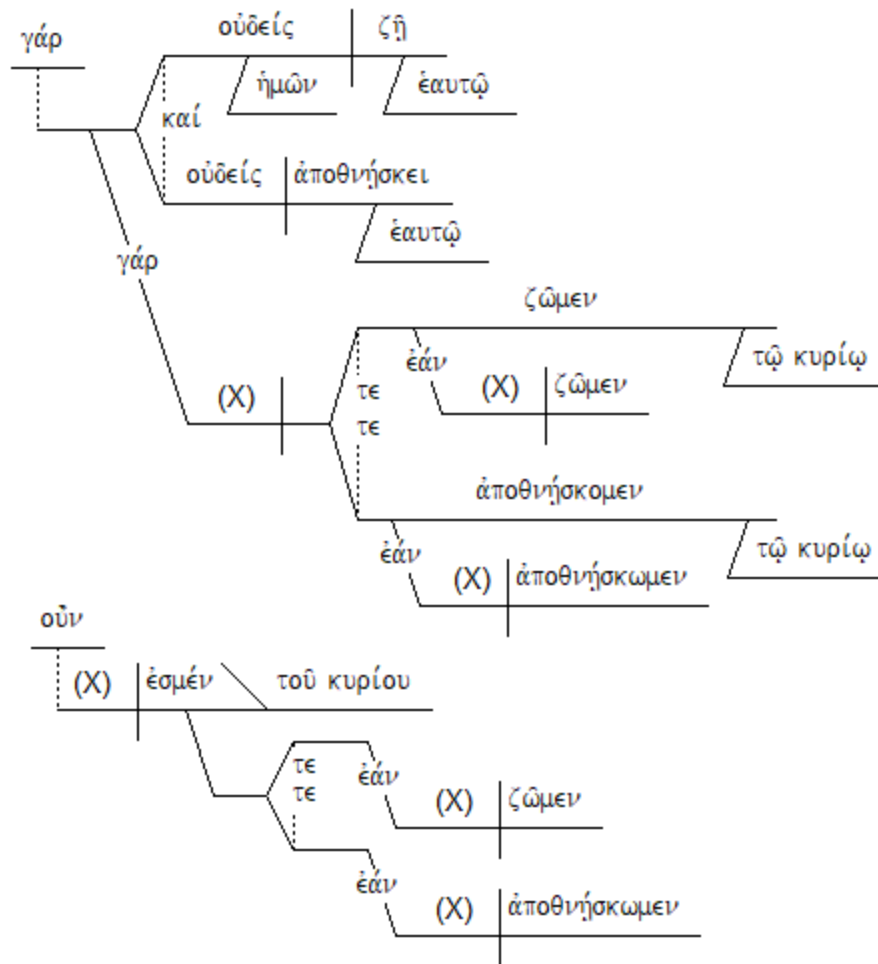 γάρ
οὐδείς ζῇ
ἡμῶν ἑαυτῷ
καί
οὐδείς ἀποθνῄσκει
ἑαυτῷ
γάρ
ζῶμεν
ἐάν τῷ κυρίῳ
(X) τε (X) ζῶμεν
τε
ἀποθνῄσκομεν
ἐάν τῷ κυρίῳ
(X) ἀποθνῄσκωμεν
οὖν
(X) ἐσμέν τοῦ κυρίου
τε ἐάν
τε (X) ζῶμεν
ἐάν
(X) ἀποθνῄσκωμεν